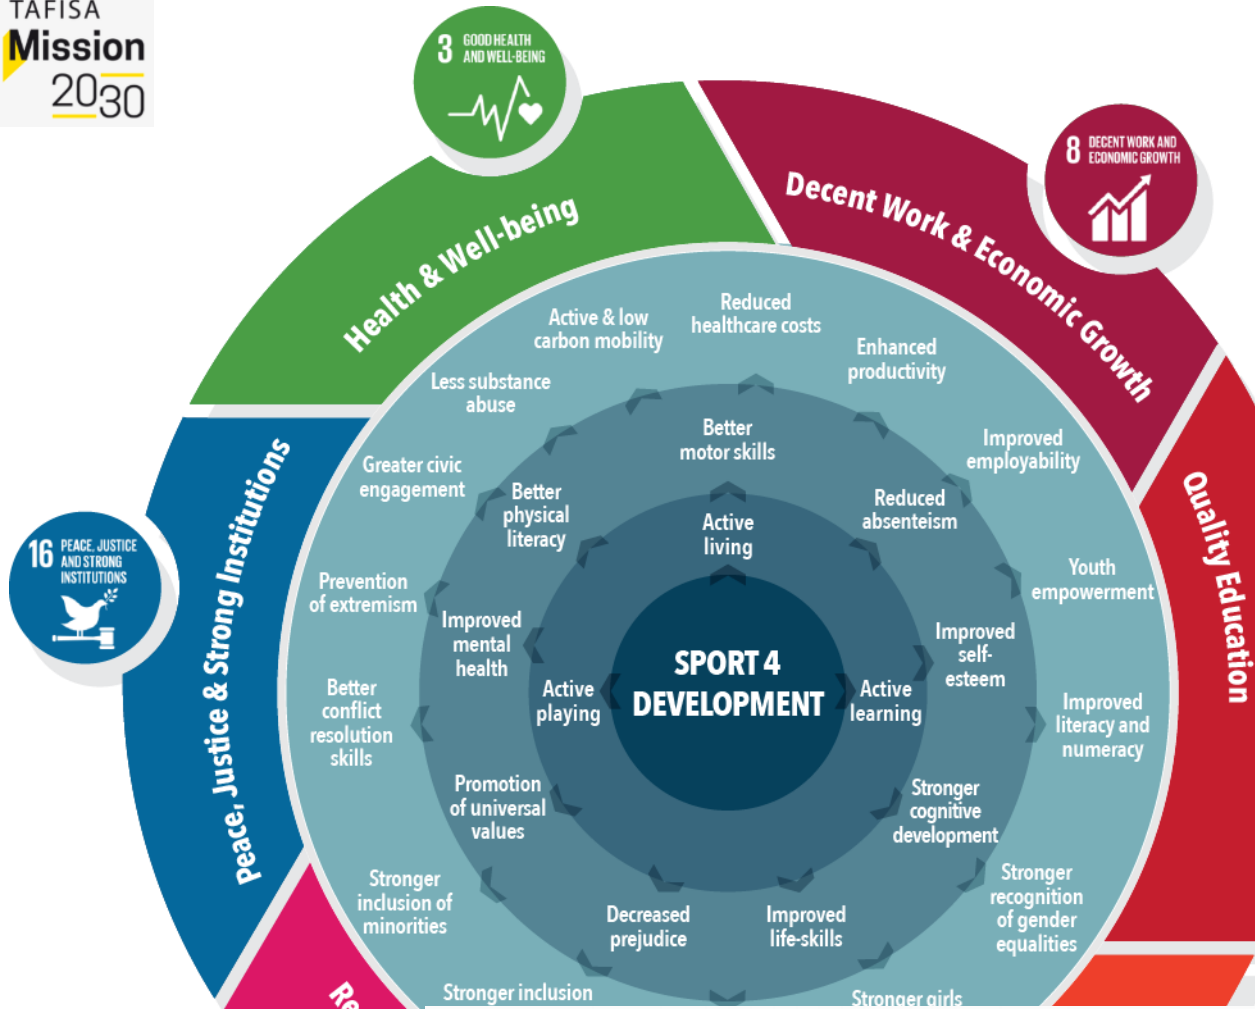 TAFISA
Mission
2030
3 GOOD HEALTH
AND WELL-BEING
8 DECENT WORK AND
ECONOMIC GROWTH
16 PEACE, JUSTICE
AND STRONG
INSTITUTIONS
Health & Well-being
Decent Work & Economic Growth
Quality Education
Peace, Justice & Strong Institutions
Re
Active & low
carbon mobility
Reduced
healthcare costs
Enhanced
productivity
Less substance
abuse
Improved
employability
Greater civic
engagement
Youth
empowerment
Prevention
of extremism
Improved
literacy and
numeracy
Better
conflict
resolution
skills
Stronger
recognition
of gender
equalities
Stronger
inclusion of
minorities
Stronger inclusion
Stronger girls
Better
motor skills
Better
physical
literacy
Reduced
absenteism
Improved
mental
health
Improved
self-
esteem
Promotion
of universal
values
Stronger
cognitive
development
Decreased
prejudice
Improved
life-skills
Active
living
Active
playing
Active
learning
SPORT 4
DEVELOPMENT